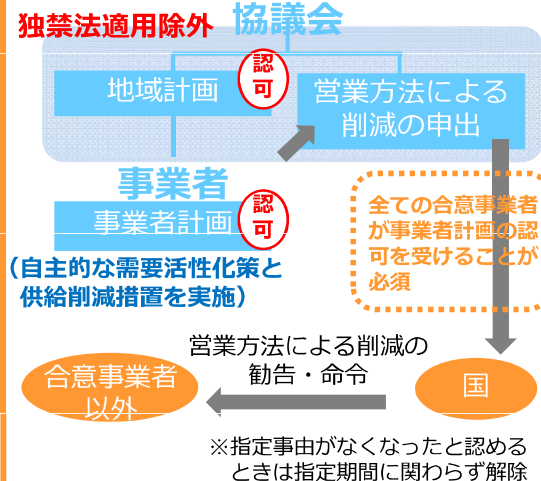 独禁法適用除外
協議会
地域計画
認
可
営業方法による
削減の申出
事業者
事業者計画
認
可
(自主的な需要活性化策と
供給削減措置を実施)
全ての合意事業者
が事業者計画の認
可を受けることが
必須
営業方法による削減の
勧告・命令
合意事業者
以外
国
※指定事由がなくなったと認める
ときは指定期間に関わらず解除